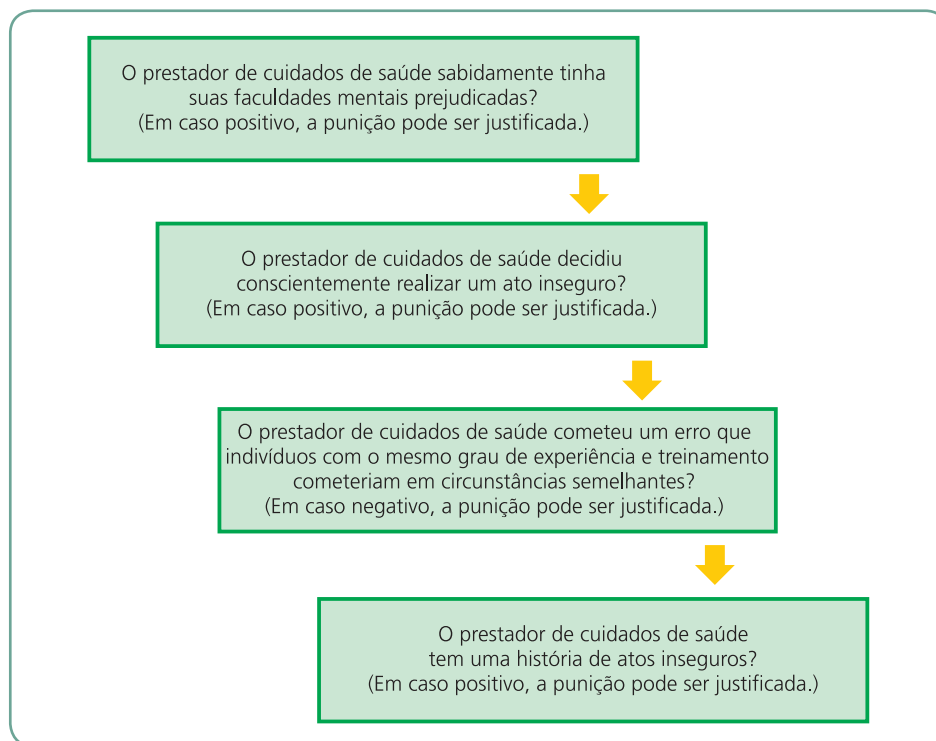 O prestador de cuidados de saúde sabidamente tinha
suas faculdades mentais prejudicadas?
(Em caso positivo, a punição pode ser justificada.)
O prestador de cuidados de saúde decidiu
conscientemente realizar um ato inseguro?
(Em caso positivo, a punição pode ser justificada.)
O prestador de cuidados de saúde cometeu um erro que
indivíduos com o mesmo grau de experiência e treinamento
cometeriam em circunstâncias semelhantes?
(Em caso negativo, a punição pode ser justificada.)
O prestador de cuidados de saúde
tem uma história de atos inseguros?
(Em caso positivo, a punição pode ser justificada.)